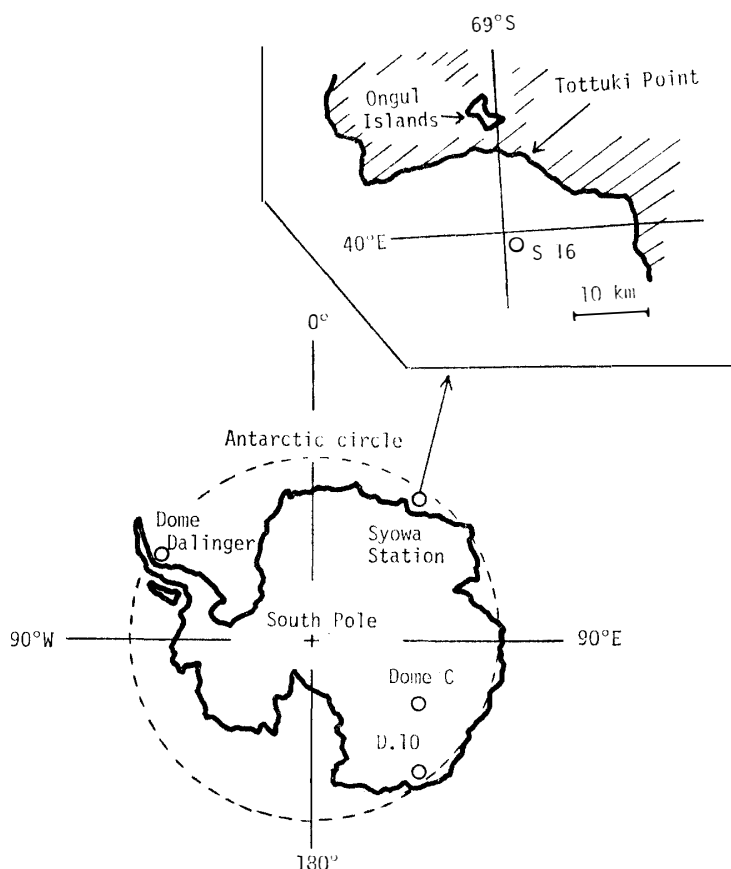 69°S
Tottuki Point
Ongul
Islands
40°E
S 16
10 km
0°
Antarctic circle
Dome
Dalinger
Syowa
Station
South Pole
90°W
90°E
Dome C
D.10
180°